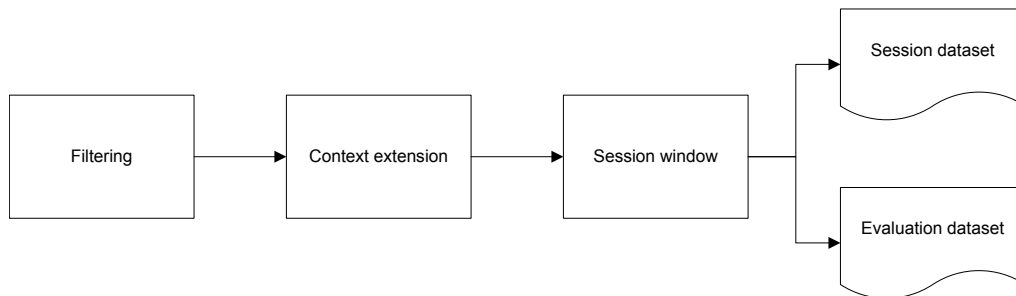 Filtering
Context extension
Session window
Session dataset
Evaluation dataset